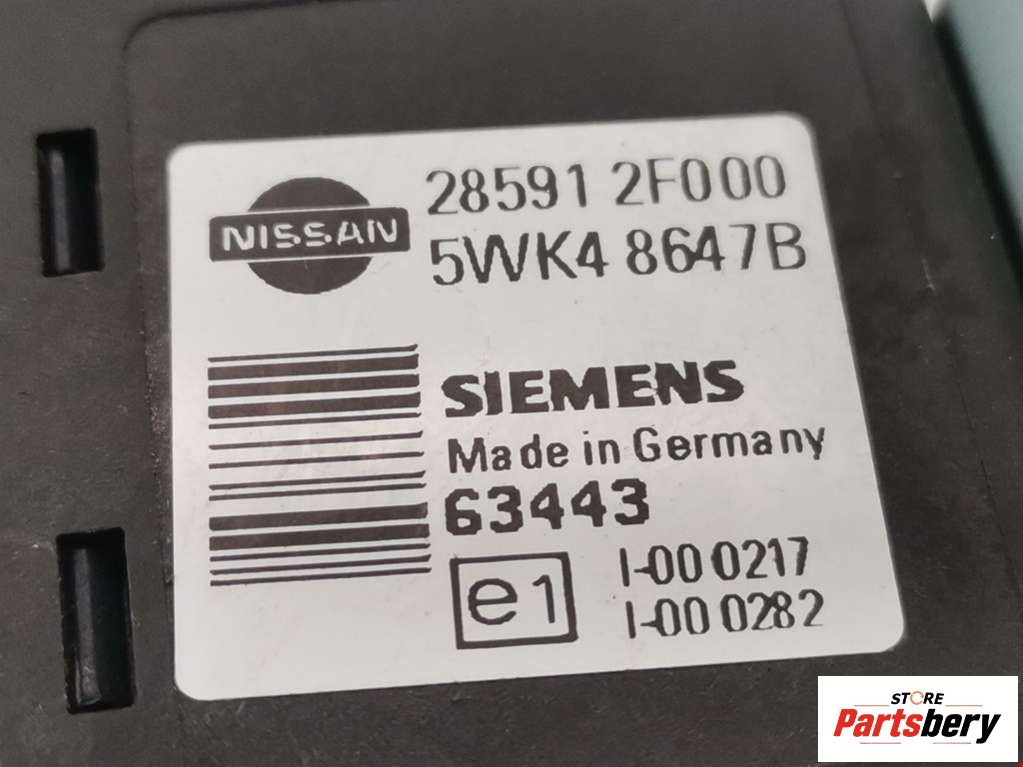 NISSAN
28591 2F000
5WK4 8647B
SIEMENS
Made in Germany
63443
e1
I-00 0217
I-00 0282
STORE
Partsbery